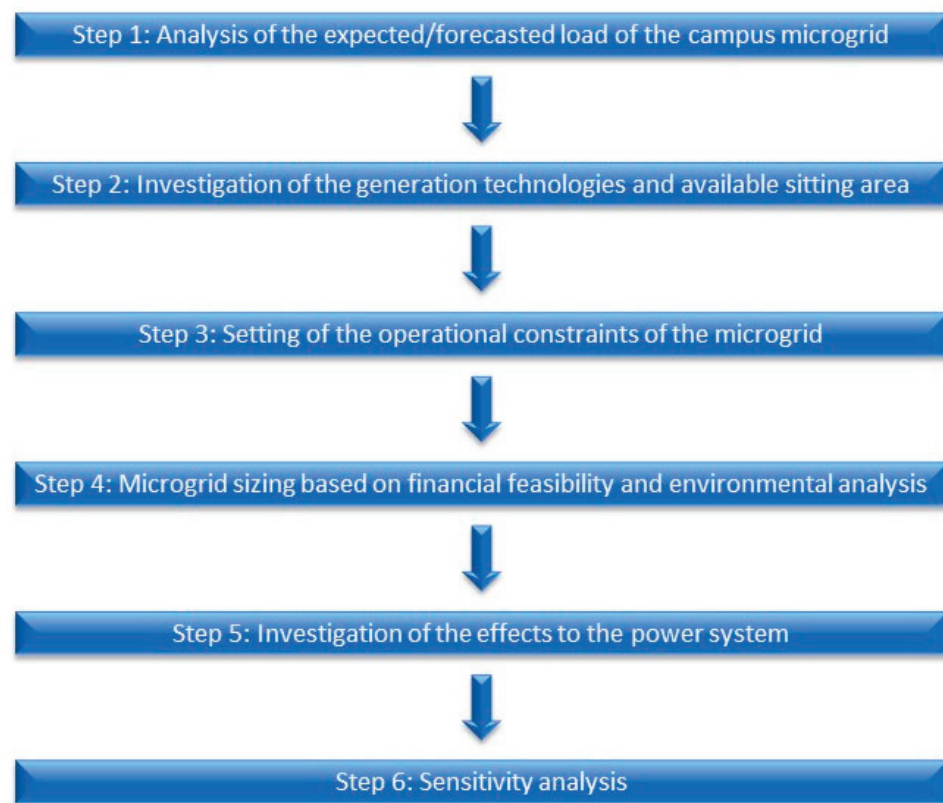 Step 1: Analysis of the expected/forecasted load of the campus microgrid
Step 2: Investigation of the generation technologies and available sitting area
Step 3: Setting of the operational constraints of the microgrid
Step 4: Microgrid sizing based on financial feasibility and environmental analysis
Step 5: Investigation of the effects to the power system
Step 6: Sensitivity analysis